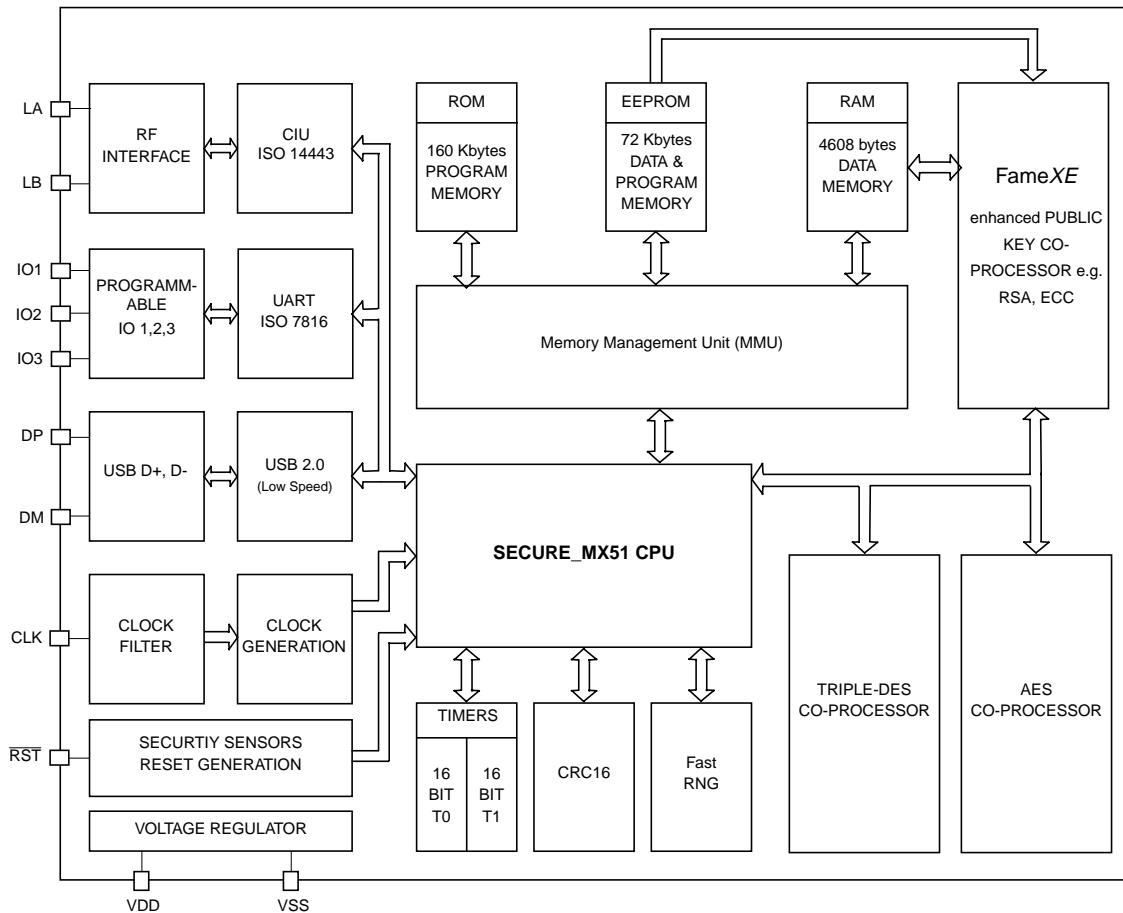 LA
LB
RF
INTERFACE
CIU
ISO 14443
ROM
160 Kbytes
PROGRAM
MEMORY
EEPROM
72 Kbytes
DATA &
PROGRAM
MEMORY
RAM
4608 bytes
DATA
MEMORY
FameXE
enhanced PUBLIC
KEY CO-
PROCESSOR e.g.
RSA, ECC
IO1
IO2
IO3
PROGRAMM-
ABLE
IO 1,2,3
UART
ISO 7816
Memory Management Unit (MMU)
DP
DM
USB D+, D-
USB 2.0
(Low Speed)
SECURE_MX51 CPU
CLK
CLOCK
FILTER
CLOCK
GENERATION
TRIPLE-DES
CO-PROCESSOR
AES
CO-PROCESSOR
RST
SECURTIY SENSORS
RESET GENERATION
TIMERS
16
BIT
T0
16
BIT
T1
CRC16
Fast
RNG
VOLTAGE REGULATOR
VDD
VSS